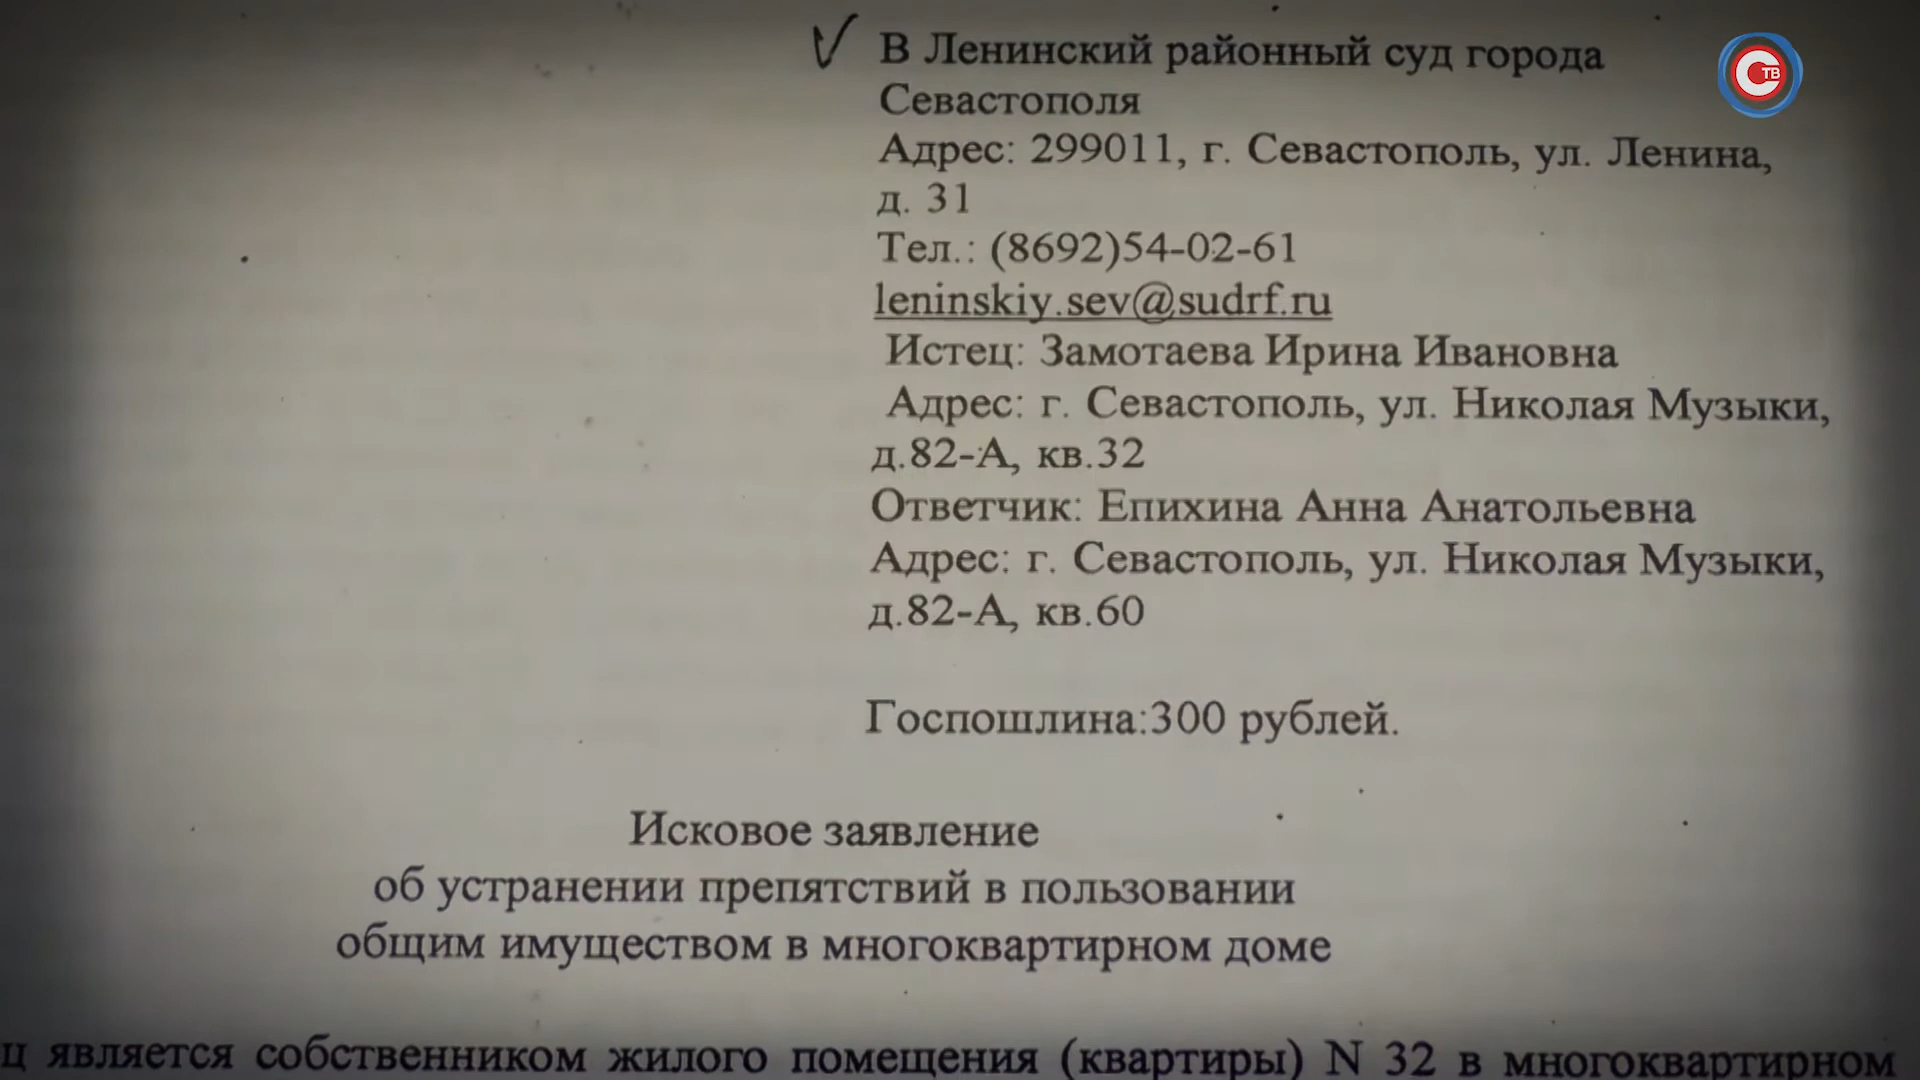 В Ленинский районный суд города
Севастополя
Адрес: 299011, г. Севастополь, ул. Ленина,
д. 31
Тел.: (8692)54-02-61
leninskiy.sev@sudrf.ru
Истец: Замотаева Ирина Ивановна
Адрес: г. Севастополь, ул. Николая Музыки,
д.82-А, кв.32
Ответчик: Епихина Анна Анатольевна
Адрес: г. Севастополь, ул. Николая Музыки,
д.82-А, кв.60
Госпошлина:300 рублей.
Исковое заявление
об устранении препятствий в пользовании
общим имуществом в многоквартирном доме
ц является собственником жилого помещения (квартиры) N 32 в многоквартирном
СТВ